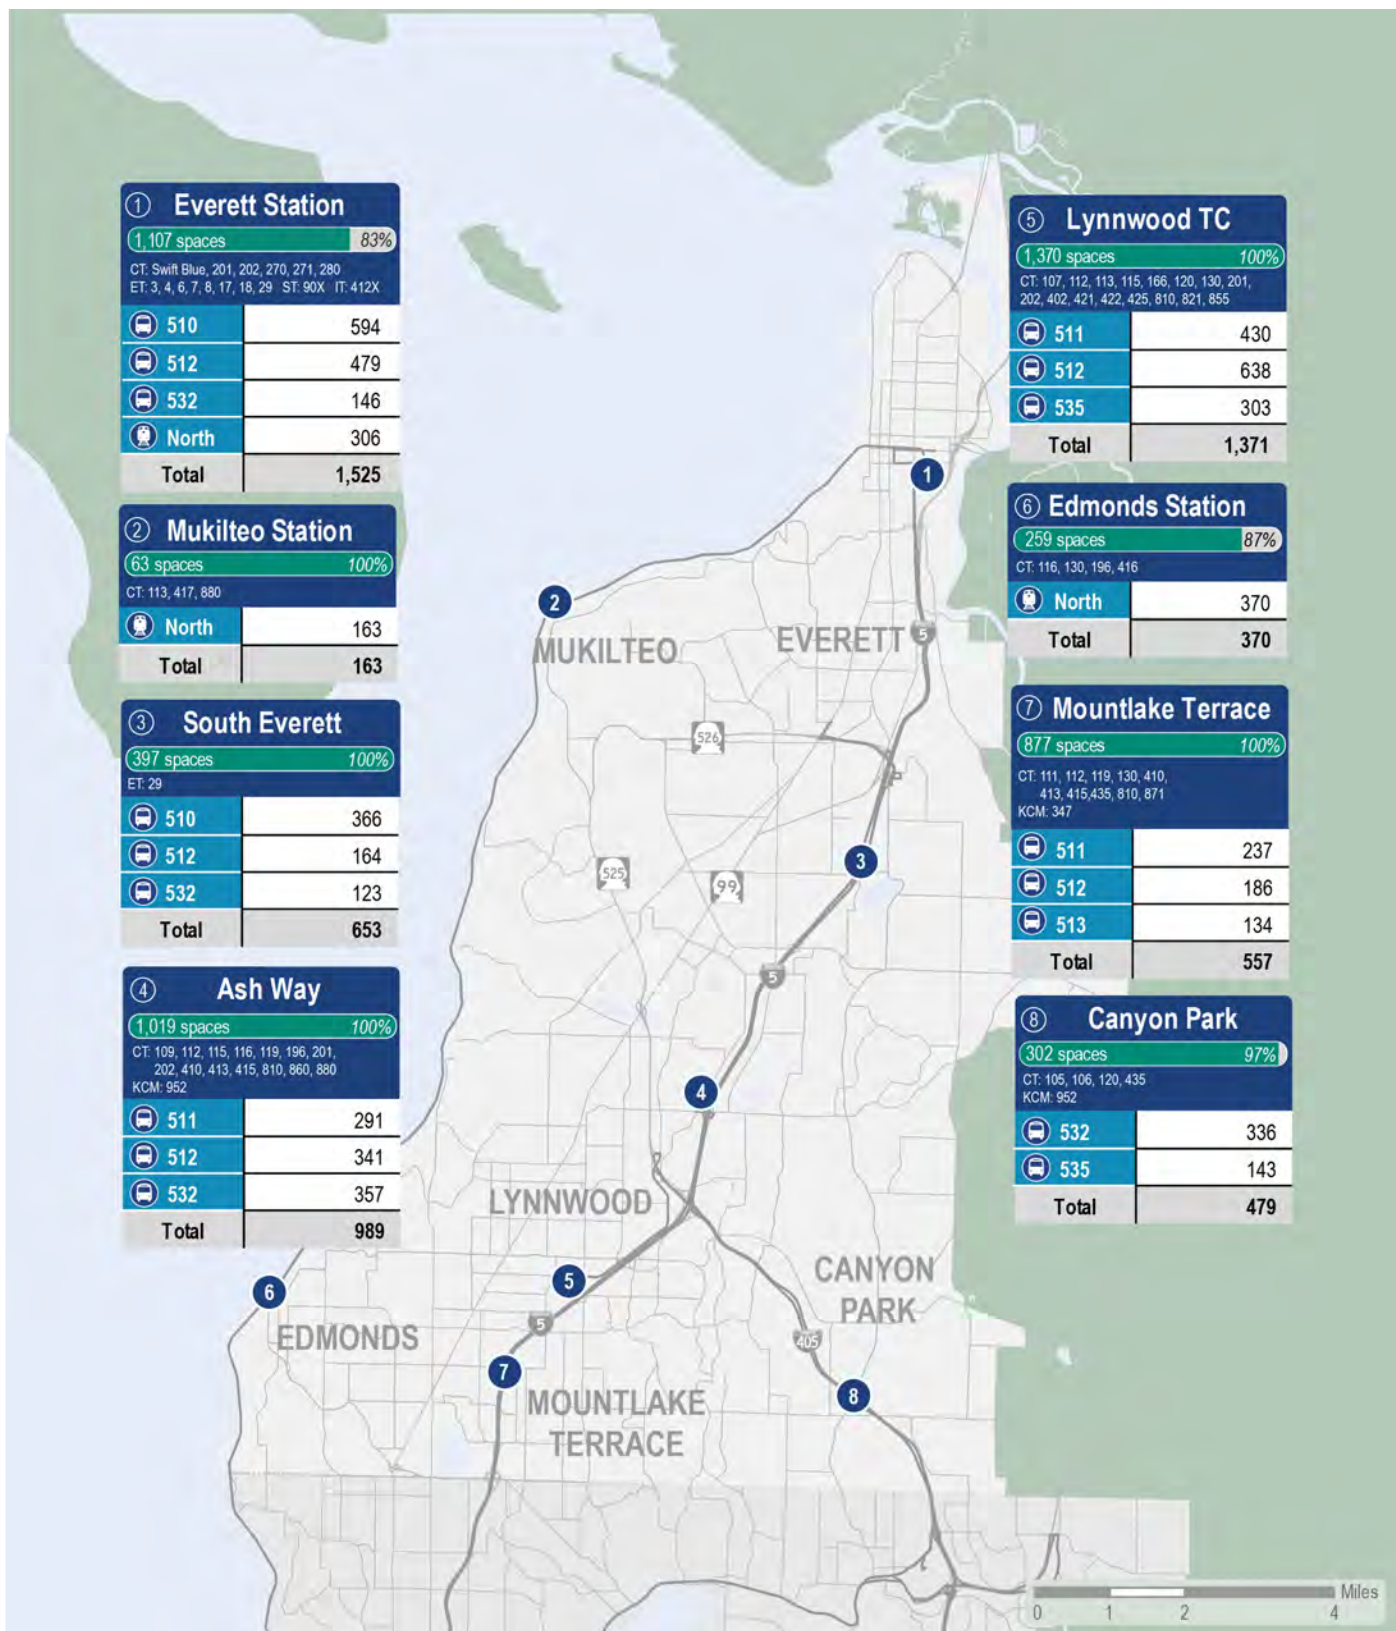 ① Everett Station
1,107 spaces 83%
CT: Swift Blue, 201, 202, 270, 271, 280
ET: 3, 4, 6, 7, 8, 17, 18, 29 ST: 90X IT: 412X
510 594
512 479
532 146
North 306
Total 1,525
② Mukilteo Station
63 spaces 100%
CT: 113, 417, 880
North 163
Total 163
③ South Everett
397 spaces 100%
ET: 29
510 366
512 164
532 123
Total 653
④ Ash Way
1,019 spaces 100%
CT: 109, 112, 115, 116, 119, 196, 201,
202, 410, 413, 415, 810, 860, 880
KCM: 952
511 291
512 341
532 357
Total 989
⑤ Lynnwood TC
1,370 spaces 100%
CT: 107, 112, 113, 115, 166, 120, 130, 201,
202, 402, 421, 422, 425, 810, 821, 855
511 430
512 638
535 303
Total 1,371
⑥ Edmonds Station
259 spaces 87%
CT: 116, 130, 196, 416
North 370
Total 370
⑦ Mountlake Terrace
877 spaces 100%
CT: 111, 112, 119, 130, 410,
413, 415,435, 810, 871
KCM: 347
511 237
512 186
513 134
Total 557
⑧ Canyon Park
302 spaces 97%
CT: 105, 106, 120, 435
KCM: 952
532 336
535 143
Total 479
1
2
MUKILTEO
EVERETT
5
526
3
525
99
5
4
LYNNWOOD
5
6
CANYON
PARK
EDMONDS
5
405
7
8
MOUNTLAKE
TERRACE
Miles
0 1 2 4